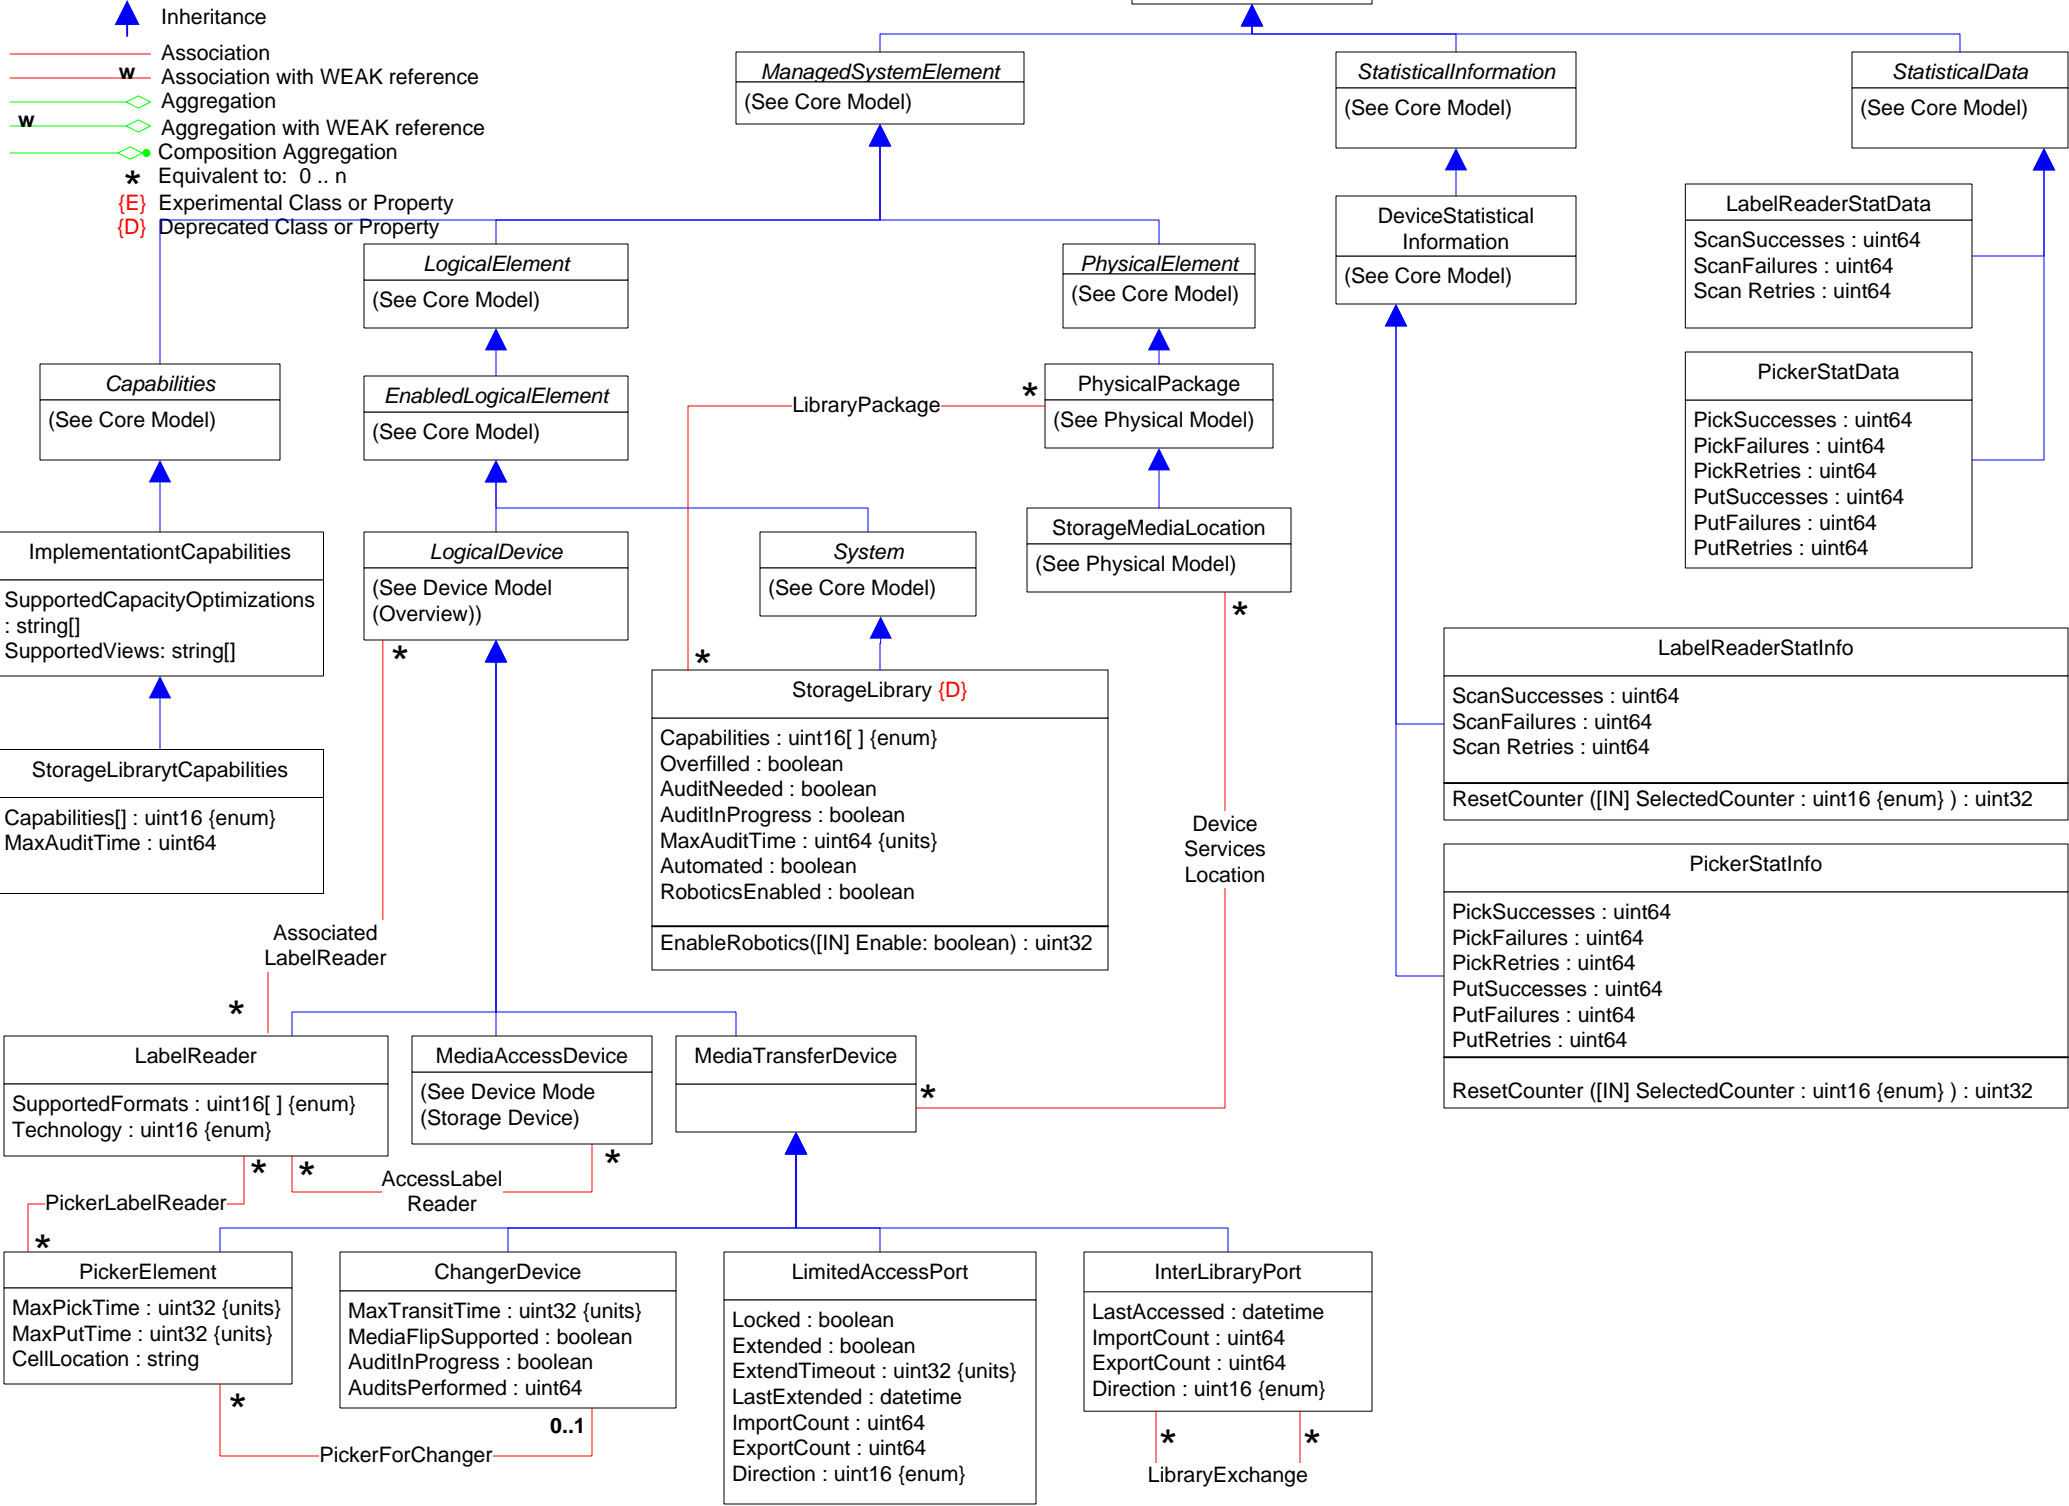 Inheritance
Association
w
Association with WEAK reference
Aggregation
w
Aggregation with WEAK reference
Composition Aggregation
* Equivalent to: 0 .. n
{E} Experimental Class or Property
{D} Deprecated Class or Property
ManagedSystemElement
(See Core Model)
StatisticalInformation
(See Core Model)
StatisticalData
(See Core Model)
LabelReaderStatData
ScanSuccesses : uint64
ScanFailures : uint64
Scan Retries : uint64
DeviceStatistical
Information
(See Core Model)
LogicalElement
(See Core Model)
PhysicalElement
(See Core Model)
PickerStatData
PickSuccesses : uint64
PickFailures : uint64
PickRetries : uint64
PutSuccesses : uint64
PutFailures : uint64
PutRetries : uint64
Capabilities
(See Core Model)
EnabledLogicalElement
(See Core Model)
LibraryPackage
*
*
PhysicalPackage
(See Physical Model)
ImplementationtCapabilities
SupportedCapacityOptimizations
: string[]
SupportedViews: string[]
LogicalDevice
(See Device Model
(Overview))
*
System
(See Core Model)
StorageMediaLocation
(See Physical Model)
*
StorageLibrarytCapabilities
Capabilities[] : uint16 {enum}
MaxAuditTime : uint64
StorageLibrary {D}
Capabilities : uint16[ ] {enum}
Overfilled : boolean
AuditNeeded : boolean
AuditInProgress : boolean
MaxAuditTime : uint64 {units}
Automated : boolean
RoboticsEnabled : boolean
EnableRobotics([IN] Enable: boolean) : uint32
Device
Services
Location
LabelReaderStatInfo
ScanSuccesses : uint64
ScanFailures : uint64
Scan Retries : uint64
ResetCounter ([IN] SelectedCounter : uint16 {enum} ) : uint32
PickerStatInfo
PickSuccesses : uint64
PickFailures : uint64
PickRetries : uint64
PutSuccesses : uint64
PutFailures : uint64
PutRetries : uint64
ResetCounter ([IN] SelectedCounter : uint16 {enum} ) : uint32
Associated
LabelReader
*
LabelReader
SupportedFormats : uint16[ ] {enum}
Technology : uint16 {enum}
MediaAccessDevice
(See Device Mode
(Storage Device)
MediaTransferDevice
*
*
*
*
AccessLabel
Reader
PickerLabelReader
*
PickerElement
MaxPickTime : uint32 {units}
MaxPutTime : uint32 {units}
CellLocation : string
ChangerDevice
MaxTransitTime : uint32 {units}
MediaFlipSupported : boolean
AuditInProgress : boolean
AuditsPerformed : uint64
LimitedAccessPort
Locked : boolean
Extended : boolean
ExtendTimeout : uint32 {units}
LastExtended : datetime
ImportCount : uint64
ExportCount : uint64
Direction : uint16 {enum}
InterLibraryPort
LastAccessed : datetime
ImportCount : uint64
ExportCount : uint64
Direction : uint16 {enum}
*
0..1
PickerForChanger
*
*
LibraryExchange